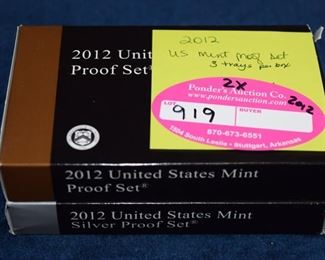 2012 United
Proof Set®
2012
US Mint proof set
3 trays per box
2x
Ponder's Auction Co.
www.pondersauction.com
2012
LOT
919
BUYER
870-673-6551
1504 South Leslie • Stuttgart, Arkansas
2012 United States Mint
Proof Set®
2012 United States Mint
Silver Proof Set®